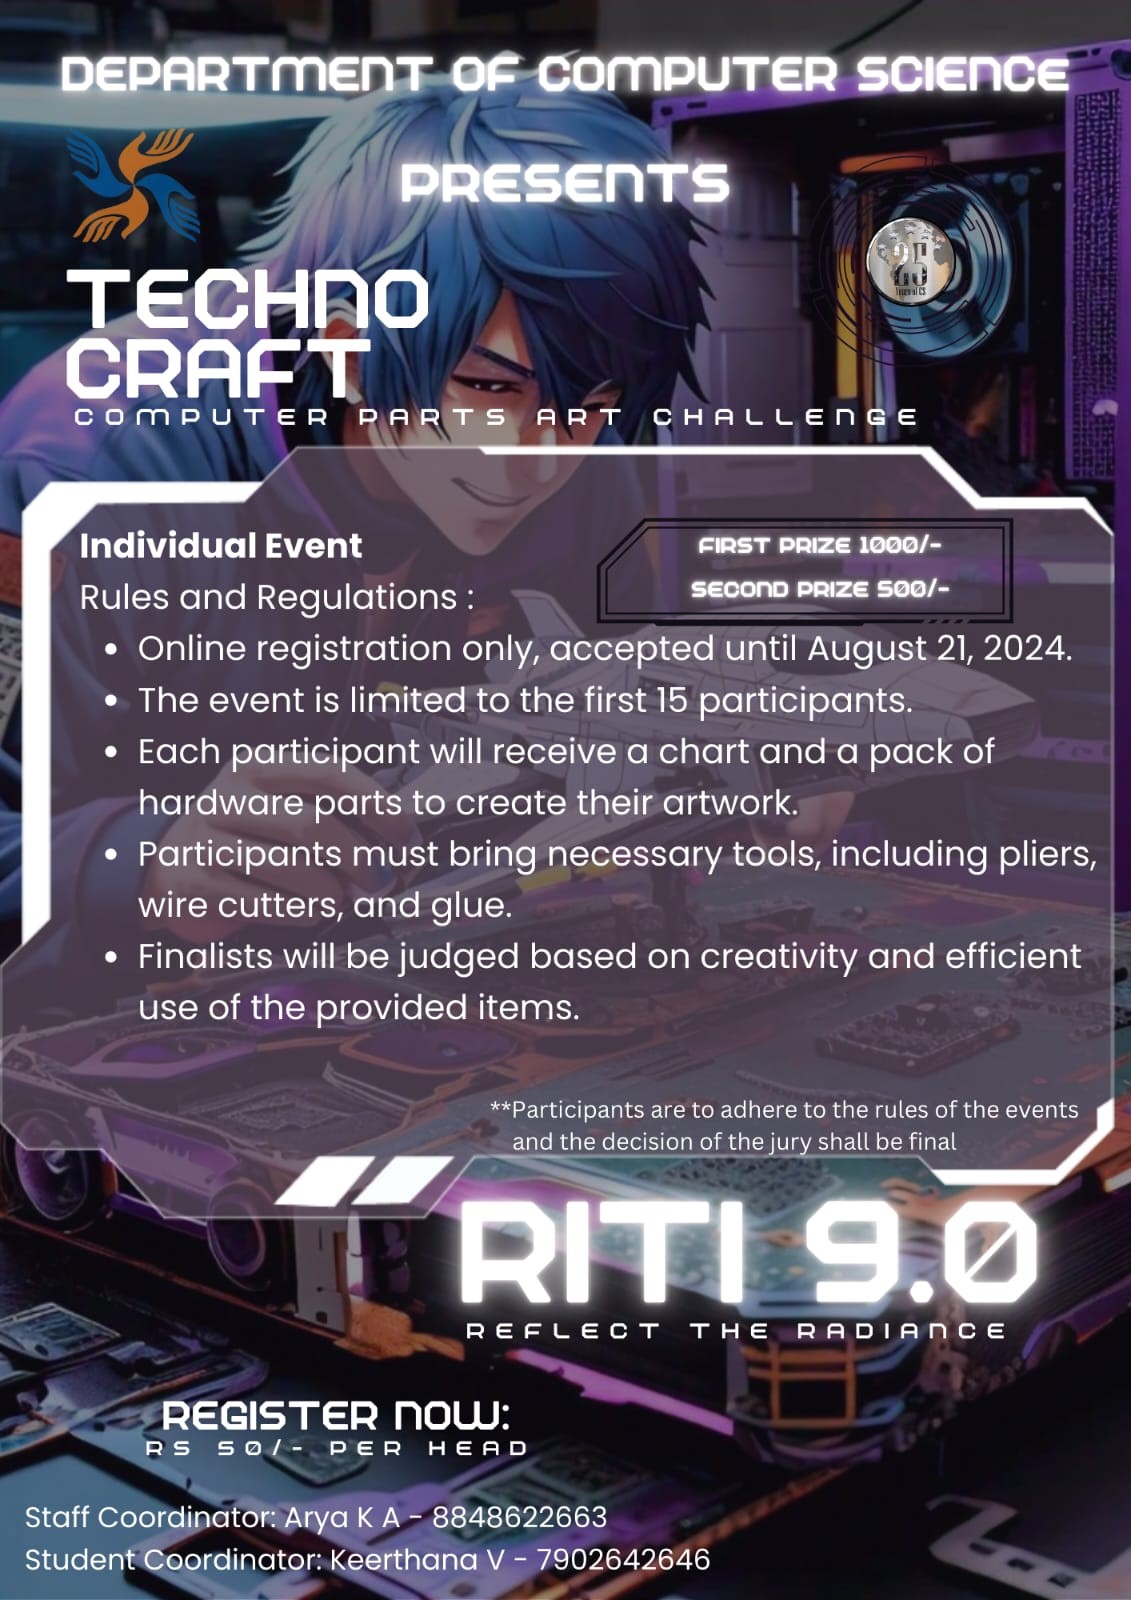 DEPARTMENT OF COMPUTER SCIENCE
PRESENTS
25
Years of CS
TECHNO
CRAFT
COMPUTER PARTS ART CHALLENGE
Individual Event
FIRST PRIZE 1000/-
SECOND PRIZE 500/-
Rules and Regulations :
• Online registration only, accepted until August 21, 2024.
• The event is limited to the first 15 participants.
• Each participant will receive a chart and a pack of
hardware parts to create their artwork.
• Participants must bring necessary tools, including pliers,
wire cutters, and glue.
• Finalists will be judged based on creativity and efficient
use of the provided items.
**Participants are to adhere to the rules of the events
and the decision of the jury shall be final
RITI 9.0
REFLECT THE RADIANCE
REGISTER NOW:
RS 50/- PER HEAD
Staff Coordinator: Arya K A - 8848622663
Student Coordinator: Keerthana V - 7902642646